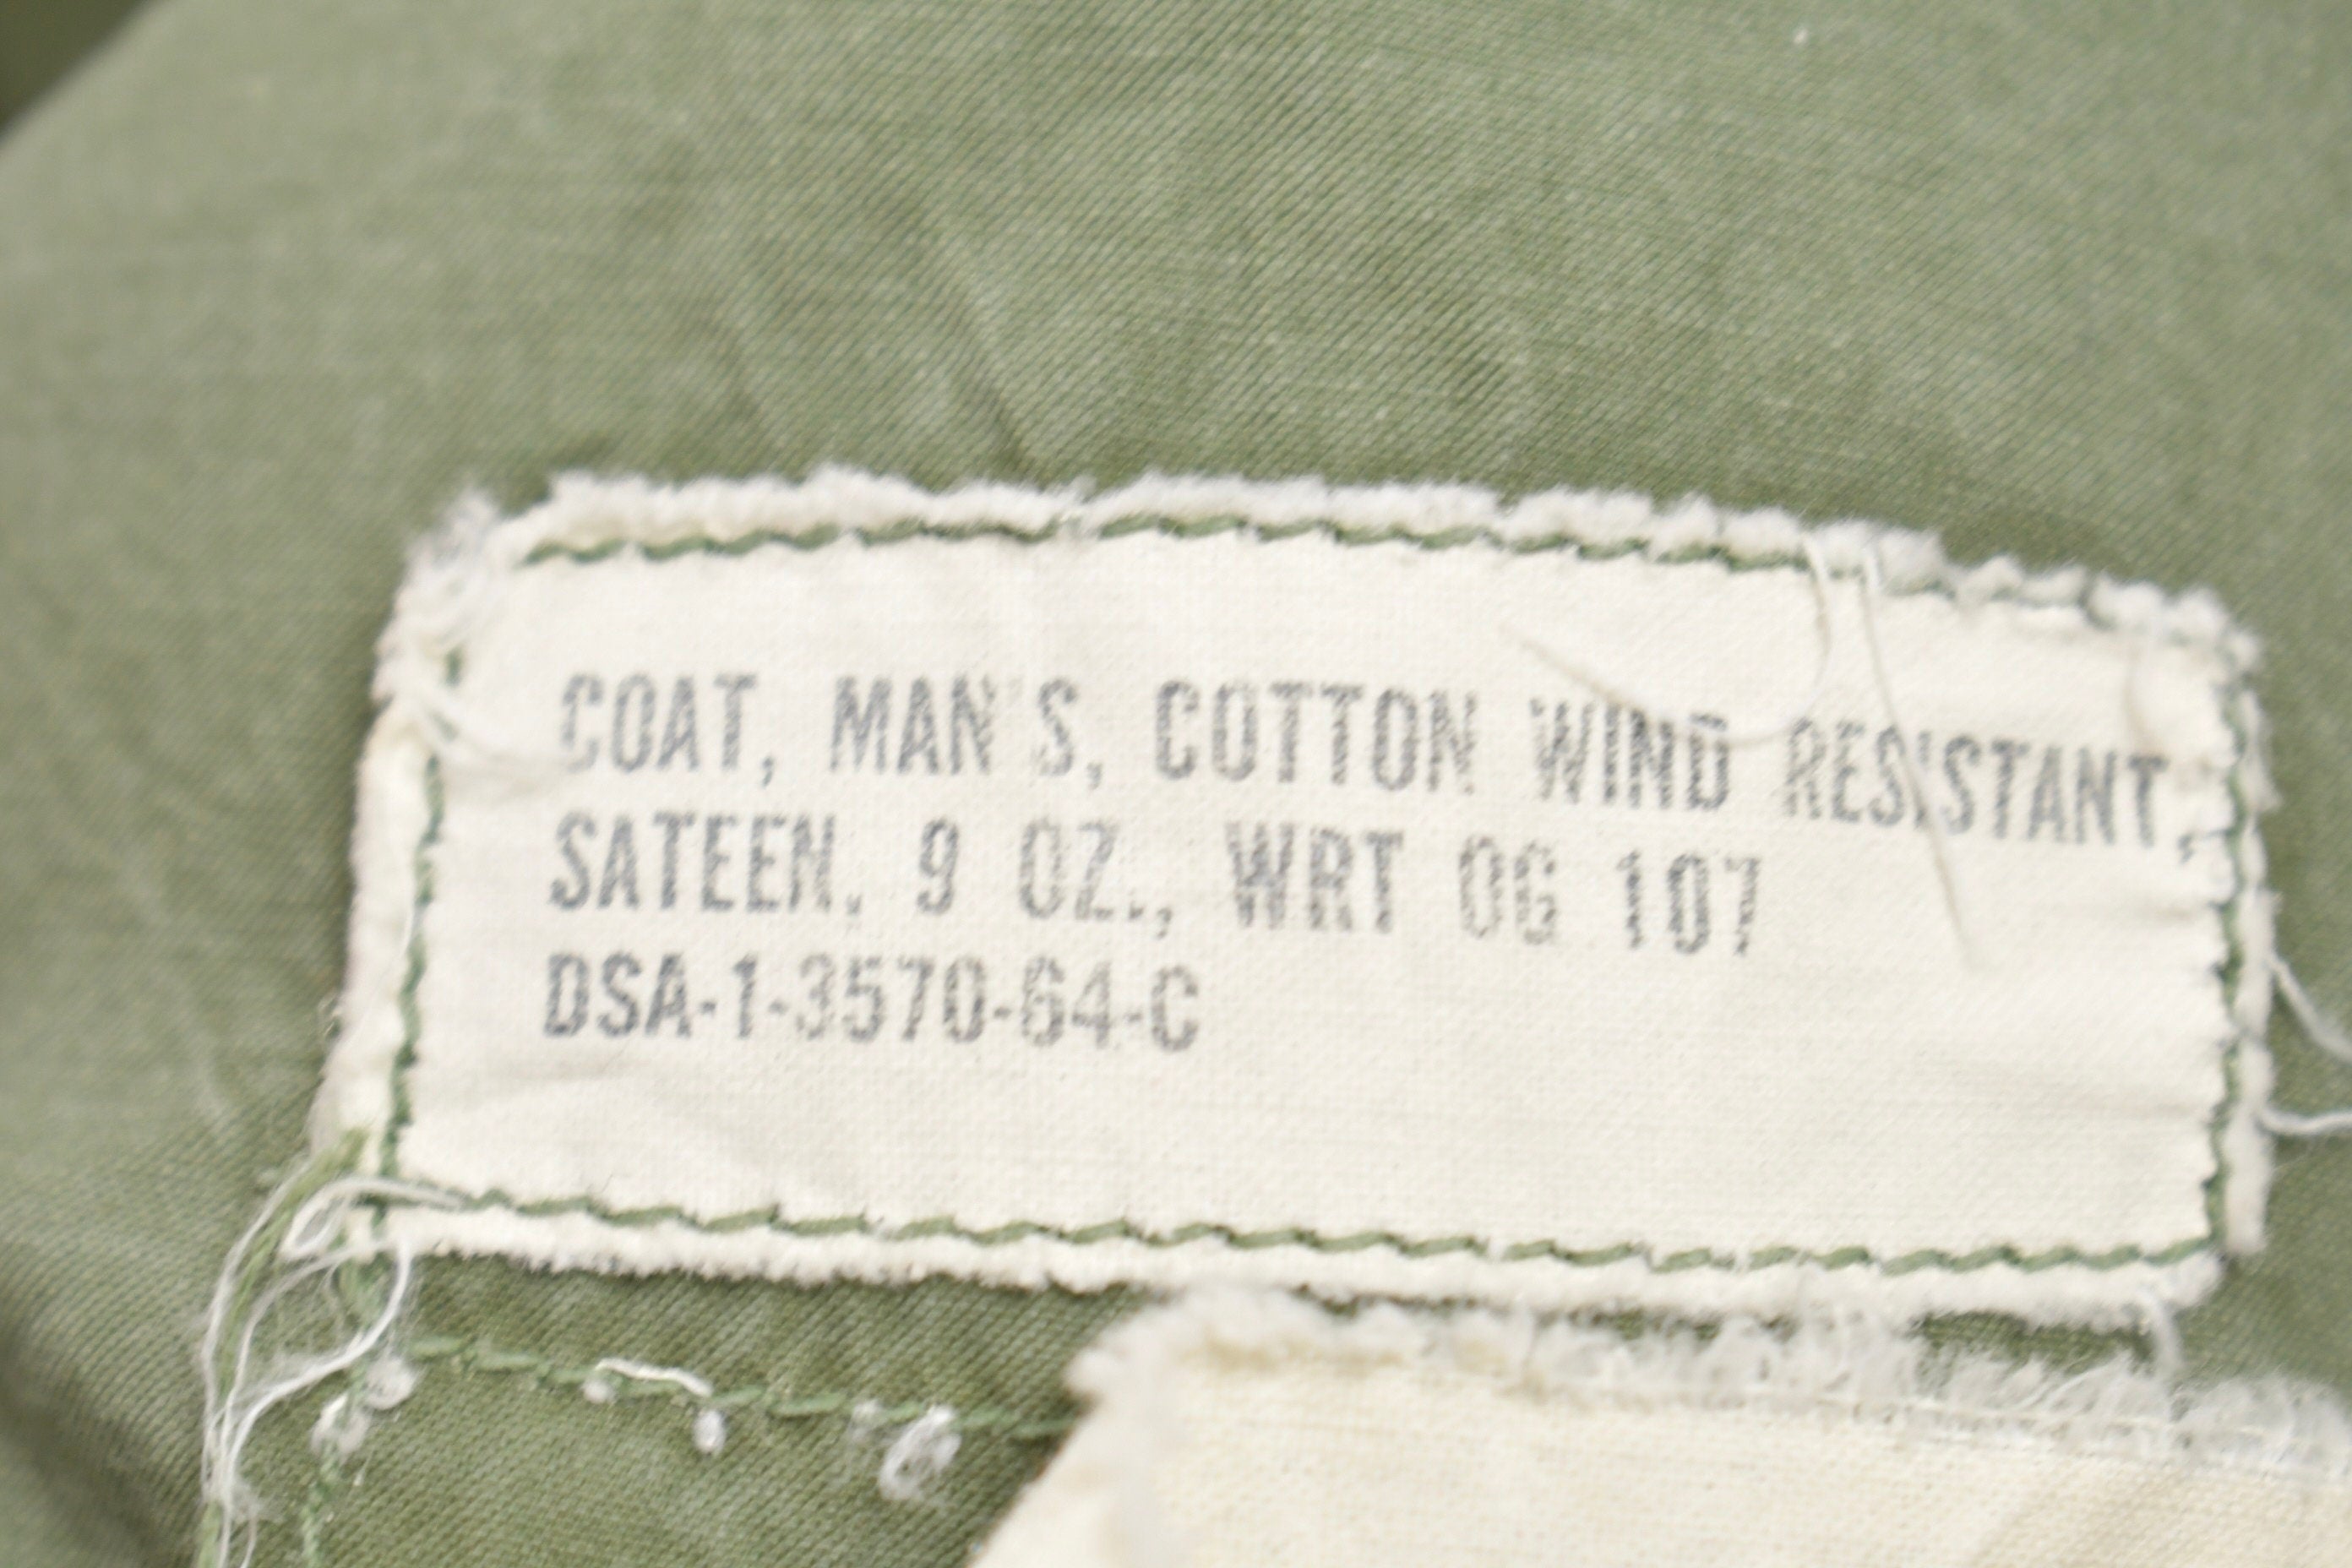 COAT, MAN'S, COTTON WIND RESISTANT,
SATEEN, 9 OZ., WRT OG 107
DSA-1-3570-64-C